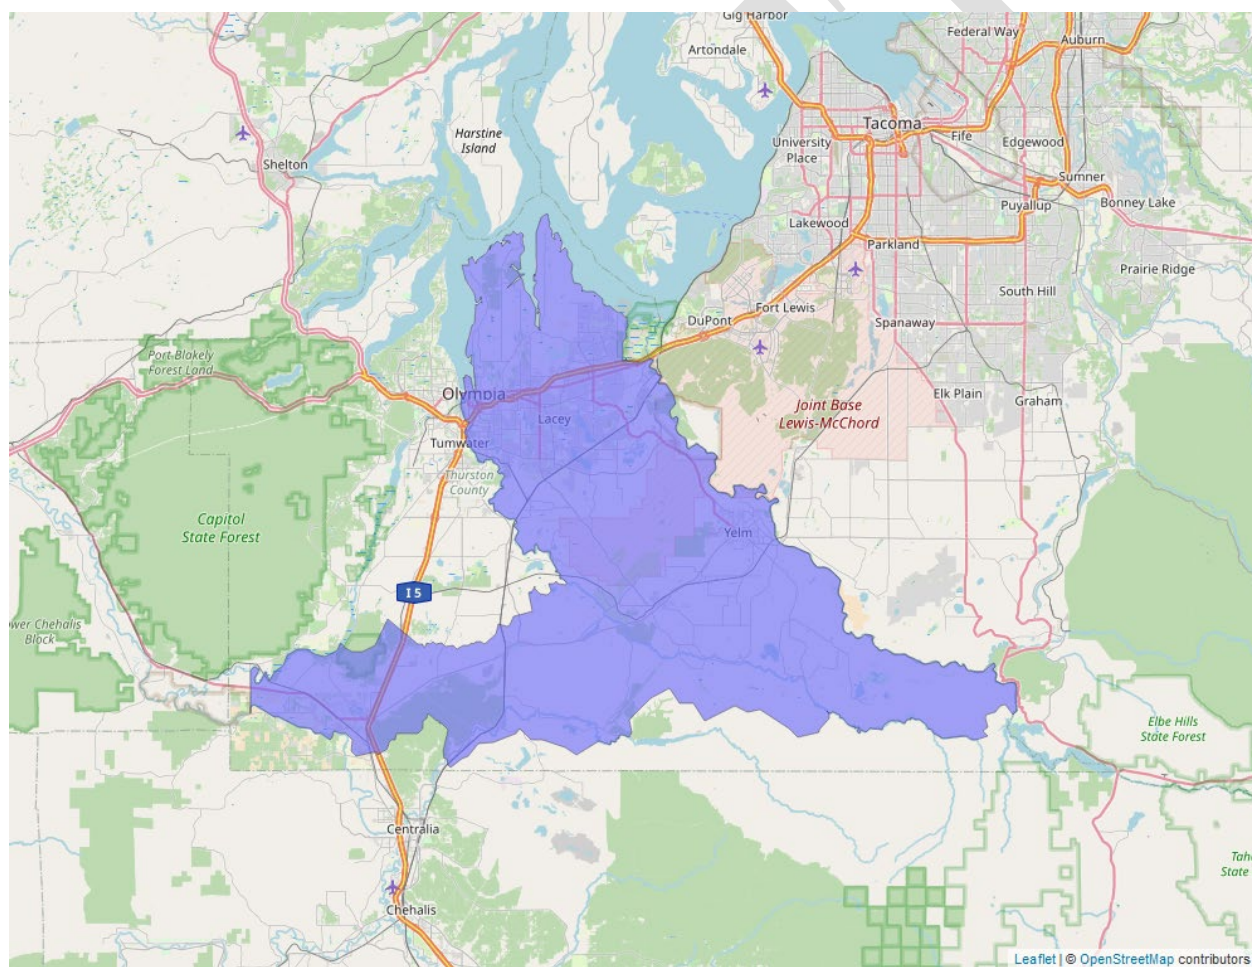 Gig Harbor
Federal Way
Auburn
Artondale
Tacoma
Fife
Edgewood
Harstine
Island
University
Place
Shelton
Sumner
Puyallup
Bonney Lake
Lakewood
Parkland
Prairie Ridge
South Hill
Fort Lewis
DuPont
Spanaway
Port Blakely
Forest Land
Olympia
Lacey
Elk Plain
Graham
Joint Base
Lewis-McChord
Tumwater
Thurston
County
Capitol
State Forest
Yelm
I 5
ower Chehalis
Block
Elbe Hills
State Forest
Centralia
Tah
State
Chehalis
Leaflet | © OpenStreetMap contributors